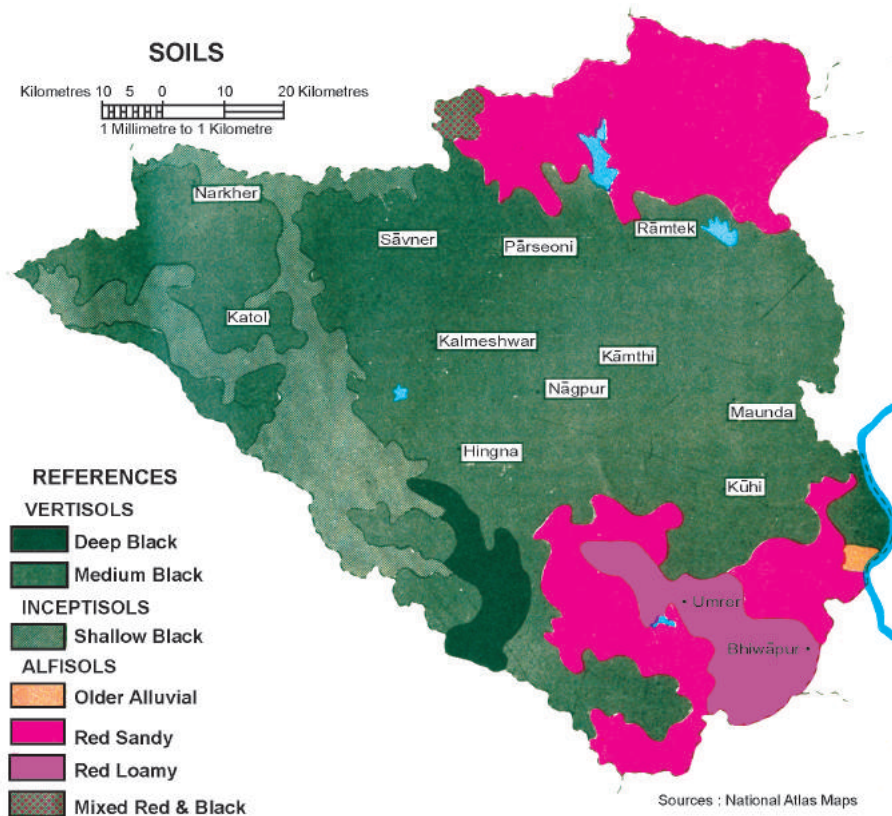 SOILS
Kilometres 10 5 0 10 20 Kilometres
1 Millimetre to 1 Kilometre
Narkher
Sāvner
Pārseoni
Rāmtek
Katol
Kalmeshwar
Kāmthi
Nāgpur
Maunda
Hingna
Kūhi
Umrer
Bhiwāpur
REFERENCES
VERTISOLS
Deep Black
Medium Black
INCEPTISOLS
Shallow Black
ALFISOLS
Older Alluvial
Red Sandy
Red Loamy
Mixed Red & Black
Sources : National Atlas Maps